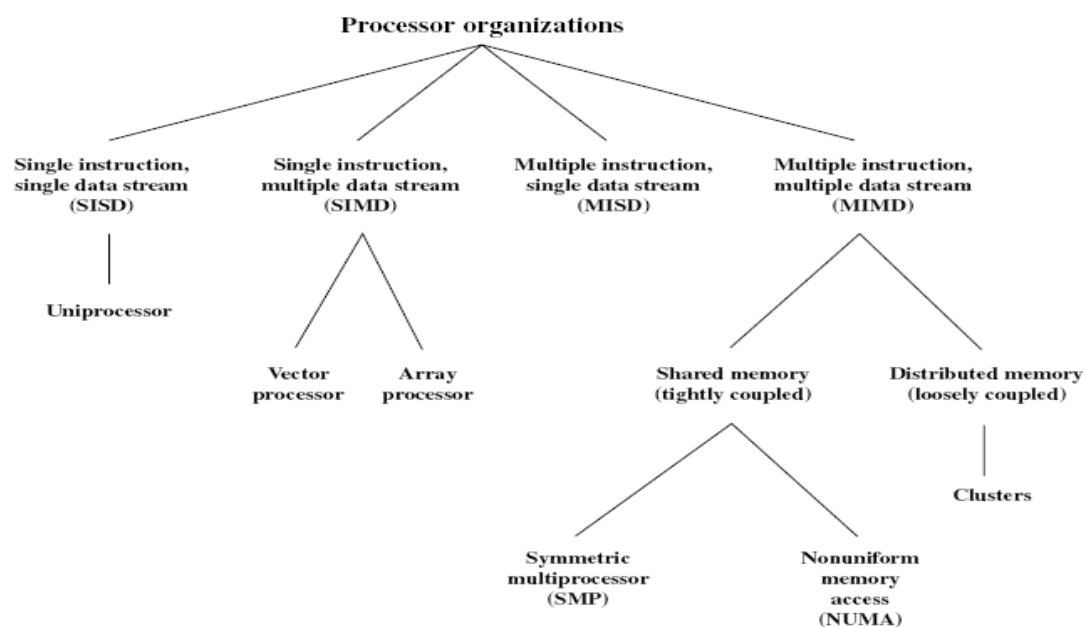 Processor organizations
Single instruction,
single data stream
(SISD)
Single instruction,
multiple data stream
(SIMD)
Multiple instruction,
single data stream
(MISD)
Multiple instruction,
multiple data stream
(MIMD)
Uniprocessor
Vector
processor
Array
processor
Shared memory
(tightly coupled)
Distributed memory
(loosely coupled)
Clusters
Symmetric
multiprocessor
(SMP)
Nonuniform
memory
access
(NUMA)